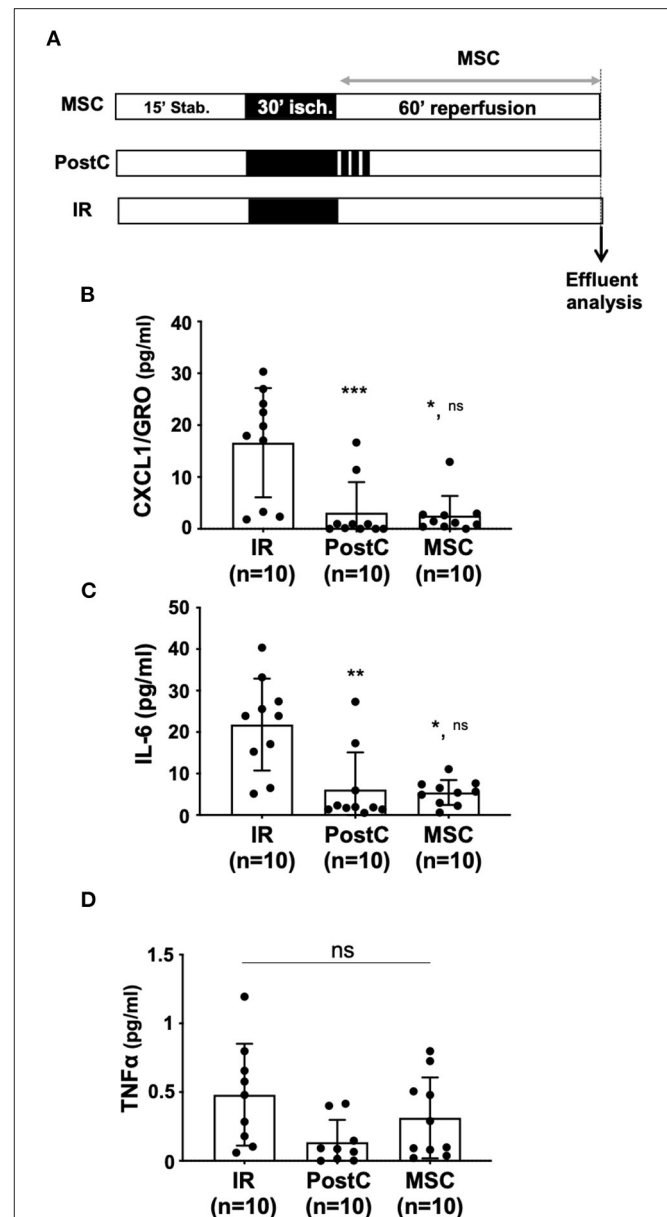 A
MSC
MSC
15' Stab.
30' isch.
60' reperfusion
PostC
IR
Effluent
analysis
B
CXCL1/GRO (pg/ml)
40
30
20
10
0
***
*, ns
IR
(n=10)
PostC
(n=10)
MSC
(n=10)
C
IL-6 (pg/ml)
50
40
30
20
10
0
**
*, ns
IR
(n=10)
PostC
(n=10)
MSC
(n=10)
D
TNFα (pg/ml)
1.5
1
0.5
0
ns
IR
(n=10)
PostC
(n=10)
MSC
(n=10)